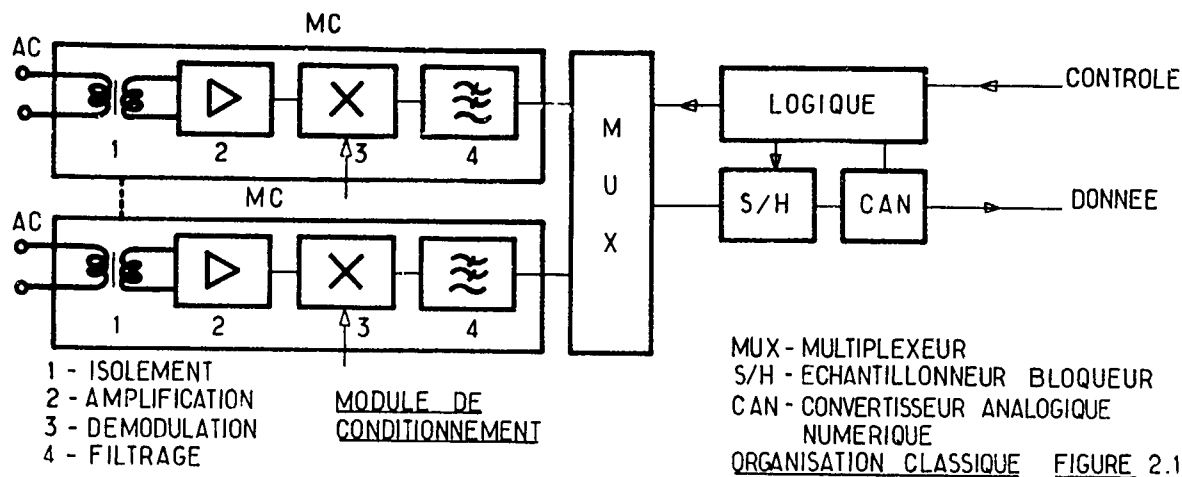 MC
AC
1 2 3 4
MC
AC
1 2 3 4
MUX
LOGIQUE
CONTRÔLE
S/H
CAN
DONNEE
1 - ISOLEMENT
2 - AMPLIFICATION
3 - DEMODULATION
4 - FILTRAGE
MODULE DE
CONDITIONNEMENT
MUX - MULTIPLEXEUR
S/H - ECHANTILLONNEUR BLOQUEUR
CAN - CONVERTISSEUR ANALOGIQUE
NUMERIQUE
ORGANISATION CLASSIQUE FIGURE 2.1